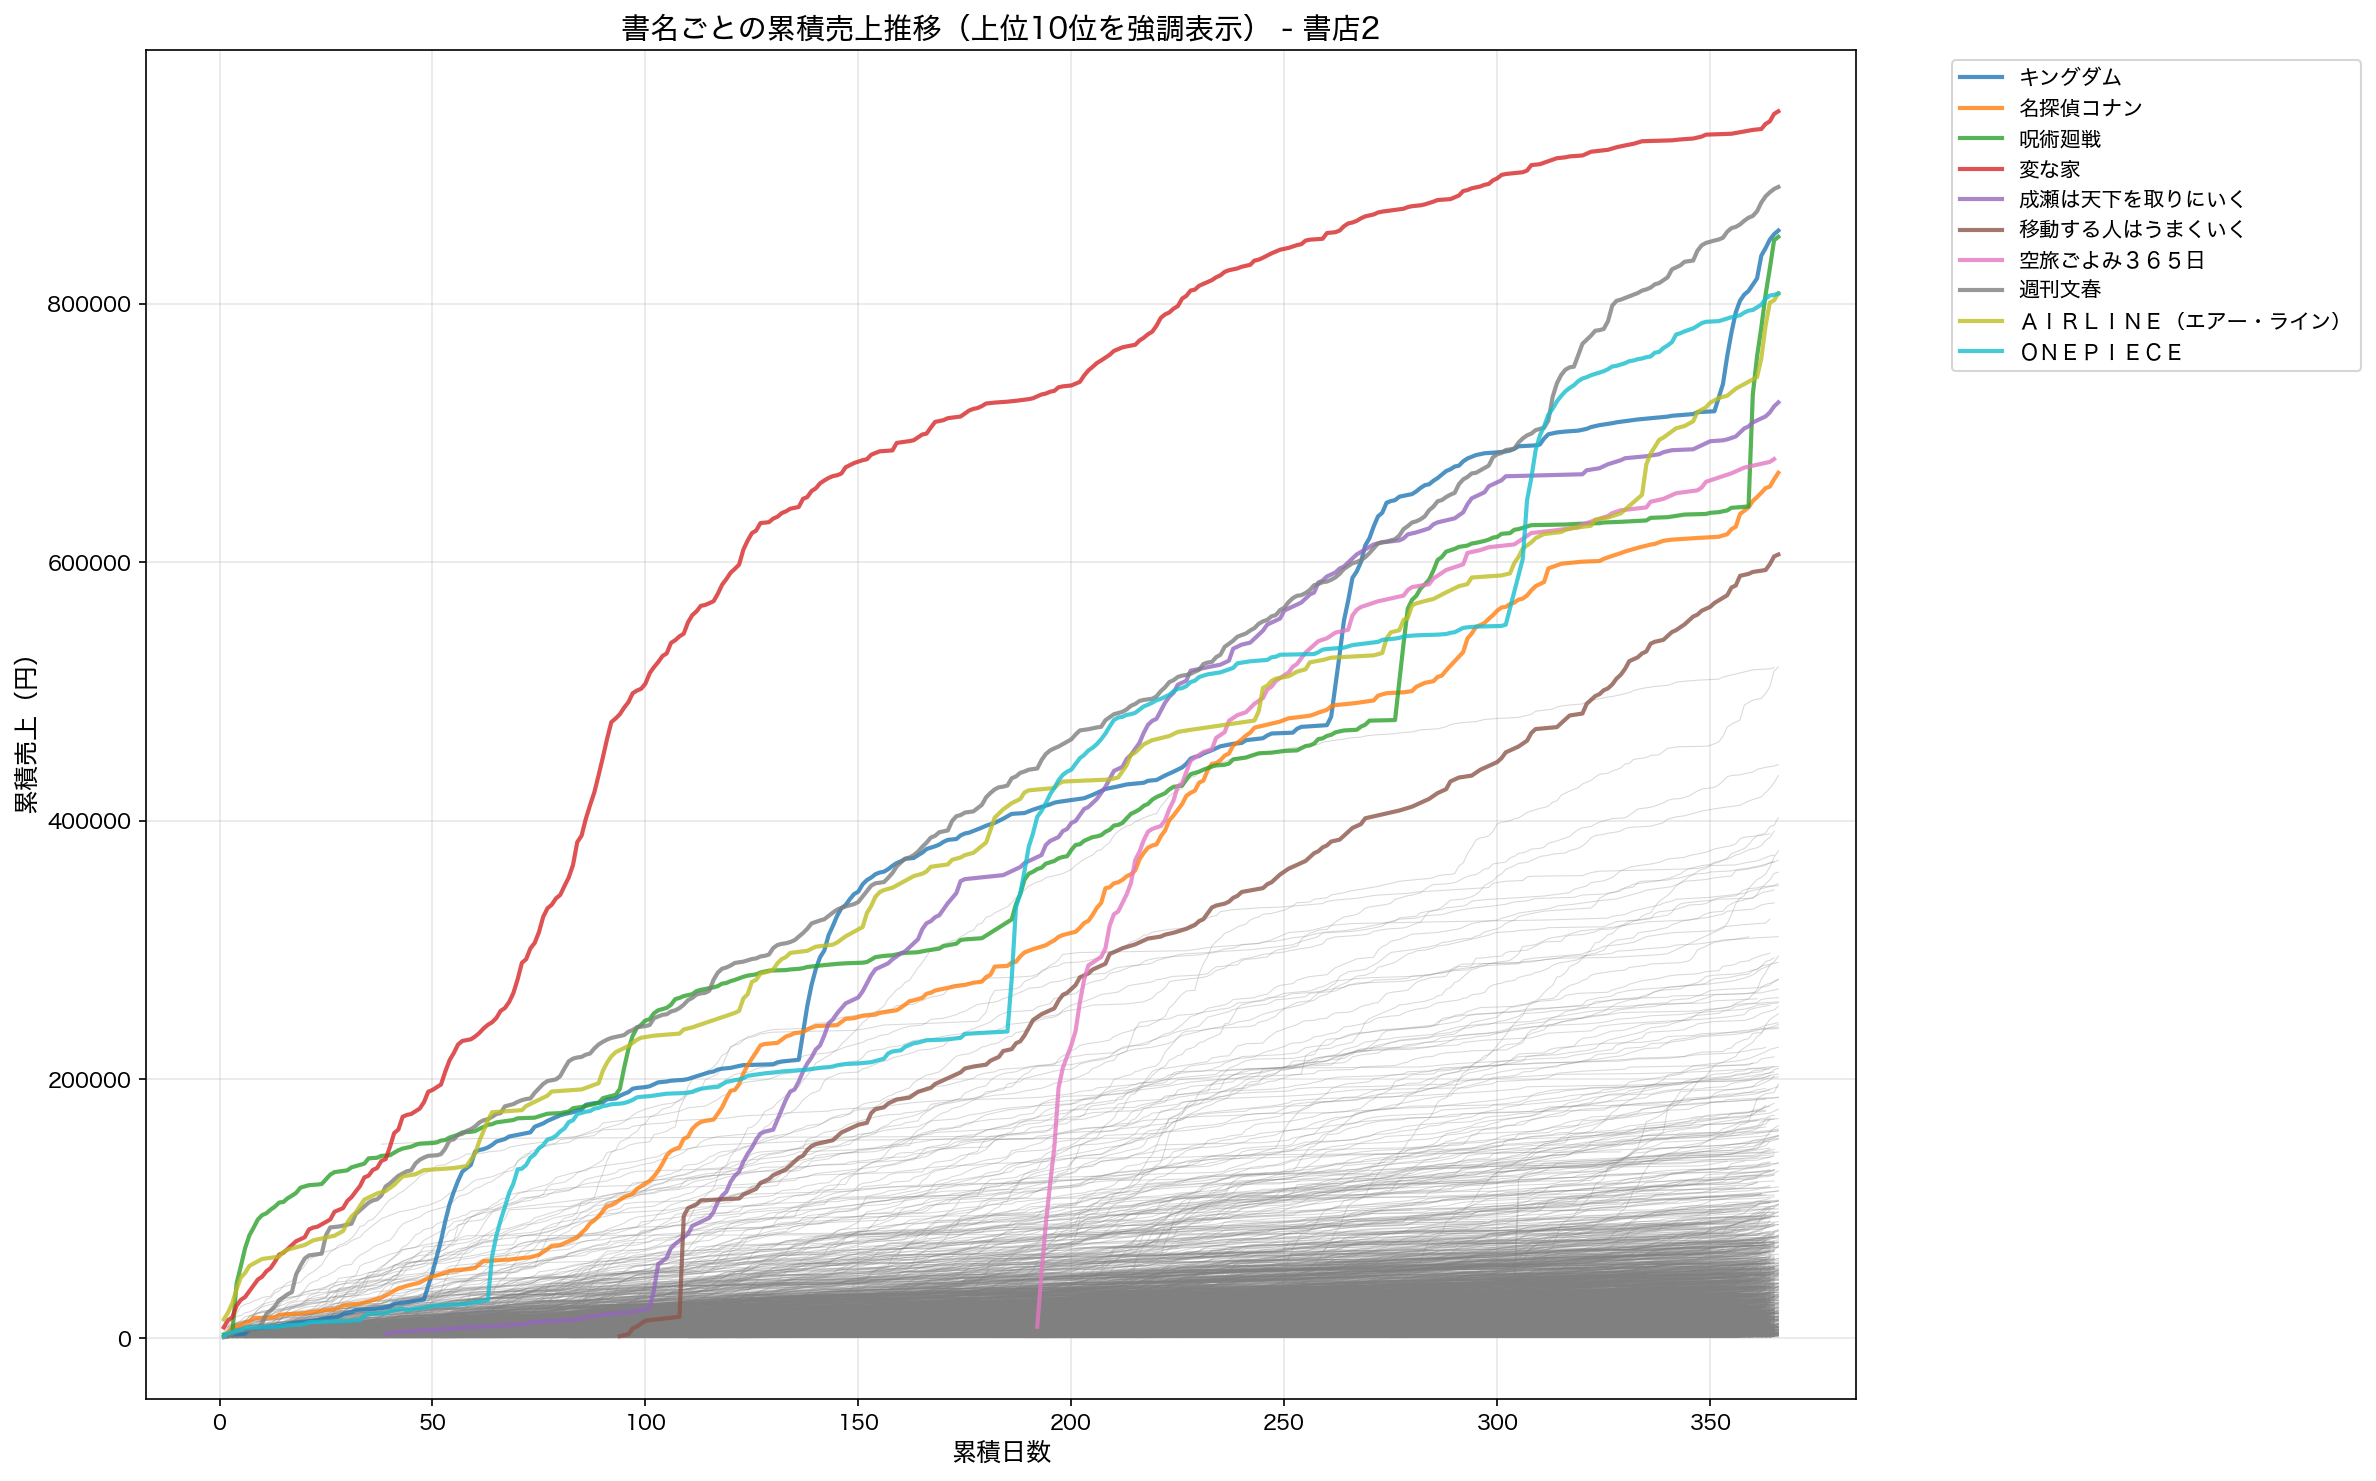 書名ごとの累積売上推移（上位10位を強調表示） - 書店2
累積売上（円）
800000
600000
400000
200000
0
0
50
100
150
200
250
300
350
累積日数
キングダム
名探偵コナン
呪術廻戦
変な家
成瀬は天下を取りにいく
移動する人はうまくいく
空旅ごよみ３６５日
週刊文春
ＡＩＲＬＩＮＥ（エアー・ライン）
ＯＮＥＰＩＥＣＥ